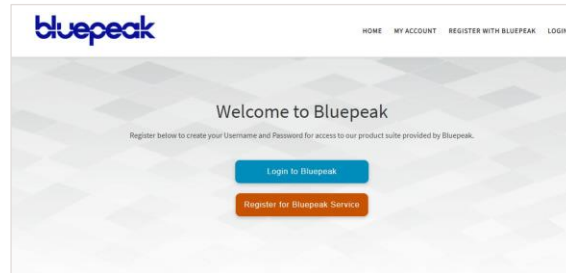 bluepeak
HOME MY ACCOUNT REGISTER WITH BLUEPEAK LOGIN
Welcome to Bluepeak
Register below to create your Username and Password for access to our product suite provided by Bluepeak.
Login to Bluepeak
Register for Bluepeak Service